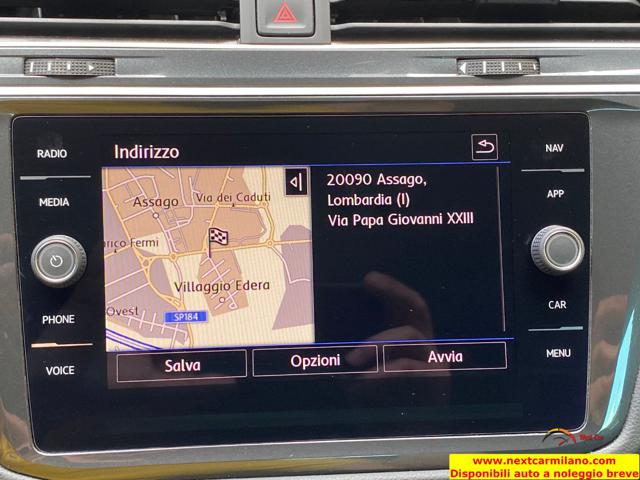 RADIO
MEDIA
PHONE
VOICE
Indirizzo
Assago
Via dei Caduti
rico Fermi
Villaggio Edera
Ovest
SP184
20090 Assago,
Lombardia (I)
Via Papa Giovanni XXIII
Salva
Opzioni
Avvia
NAV
APP
CAR
MENU
www.nextcarmilano.com
Disponibili auto a noleggio breve